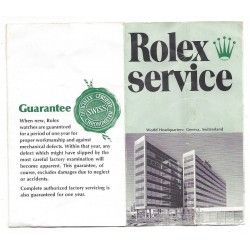 Guarantee
When new, Rolex
watches are guaranteed
for a period of one year for
proper workmanship and against
mechanical defects. Within that year, any
defect which might have slipped by the
most careful factory examination will
become apparent. This guarantee, of
course, excludes damages due to neglect
or accidents.
Complete authorized factory servicing is
also guaranteed for one year.
SWISS
Rolex
service
World Headquarters: Geneva, Switzerland